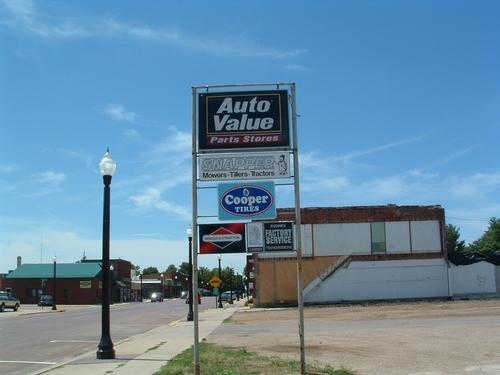 Auto
Value
Parts Stores
SNAPPER
Mowers · Tillers · Tractors
Cooper
TIRES
BRIGGS & STRATTON
FACTORY
SERVICE